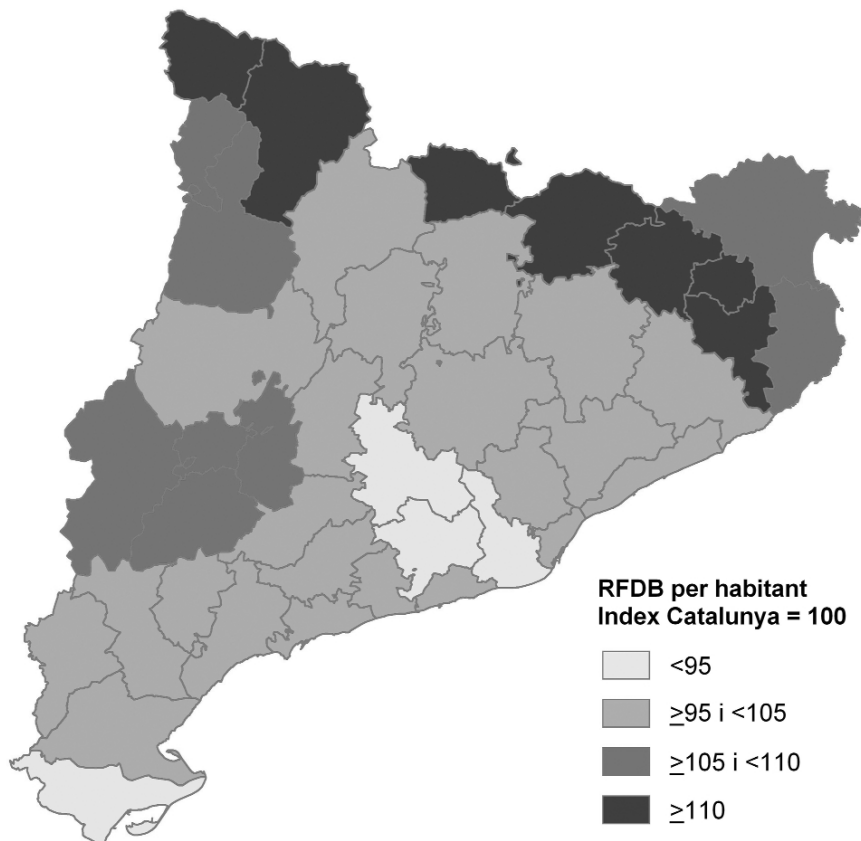 RFDB per habitant
Index Catalunya = 100
<95
≥95 i <105
≥105 i <110
≥110